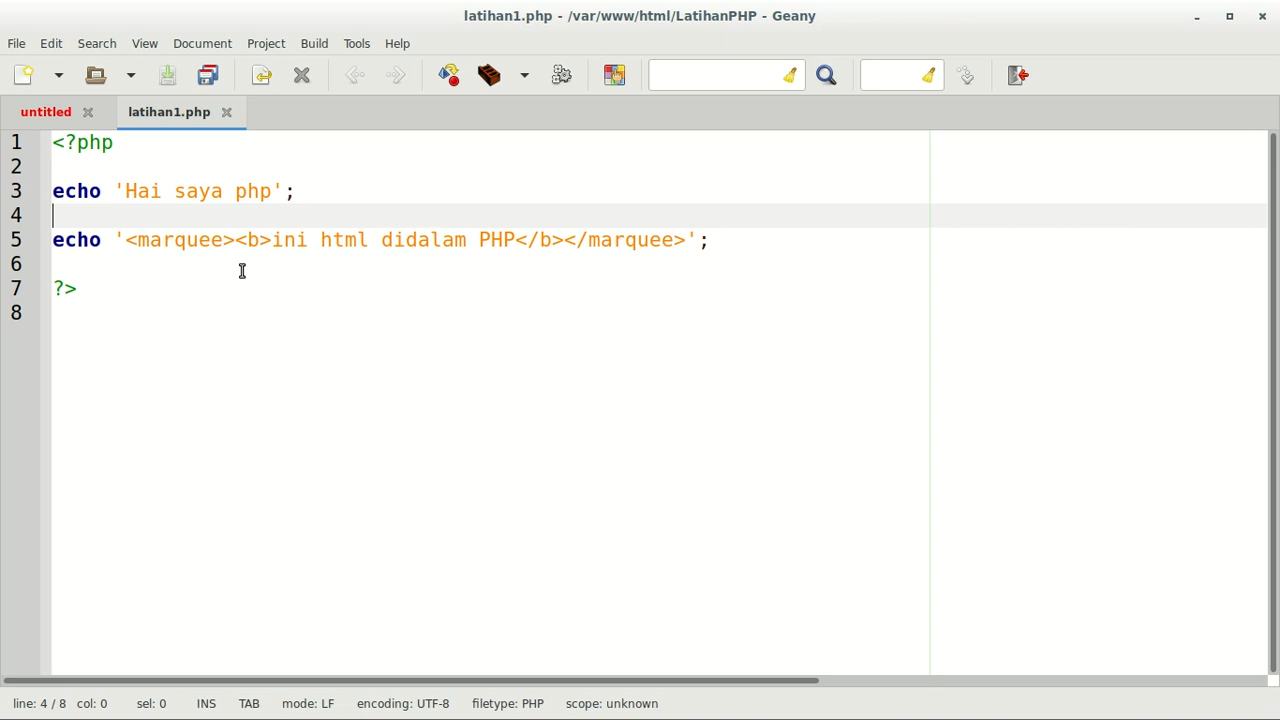 latihan1.php - /var/www/html/LatihanPHP - Geany
File Edit Search View Document Project Build Tools Help
untitled latihan1.php
1 <?php
2
3 echo 'Hai saya php';
4
5 echo '<marquee><b>ini html didalam PHP</b></marquee>';
6
7 ?>
8
line: 4 / 8 col: 0 sel: 0 INS TAB mode: LF encoding: UTF-8 filetype: PHP scope: unknown